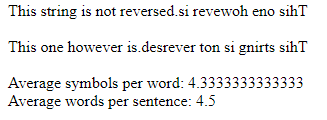 This string is not reversed.si revewoh eno sihT
This one however is.desrever ton si gnirts sihT
Average symbols per word: 4.3333333333333
Average words per sentence: 4.5